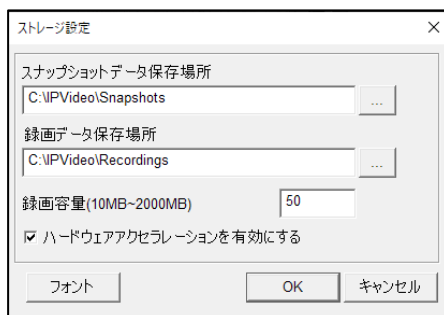 ストレージ設定
スナップショットデータ保存場所
C:\IPVideo\Snapshots
...
録画データ保存場所
C:\IPVideo\Recordings
...
録画容量(10MB~2000MB)
50
ハードウェアアクセラレーションを有効にする
フォント
OK
キャンセル